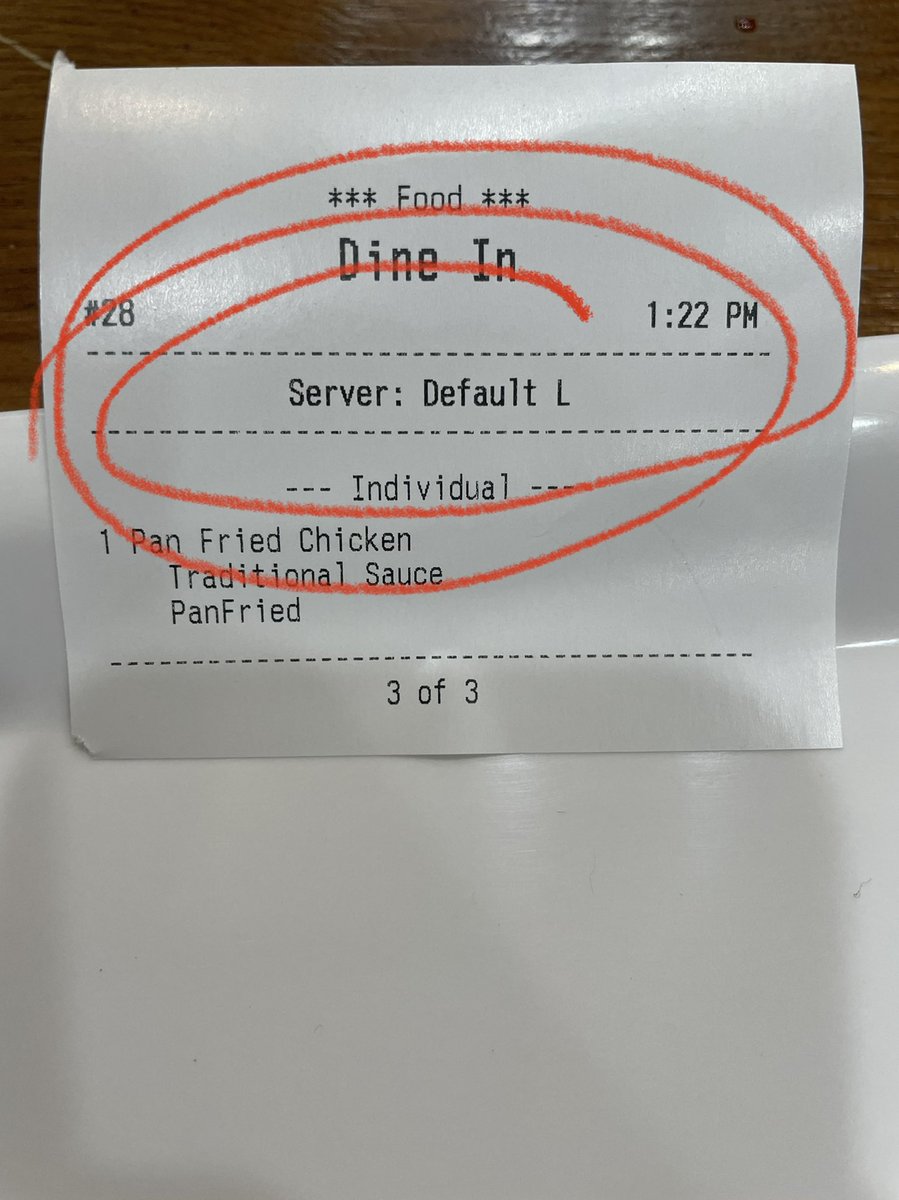 *** Food ***
Dine In
#28 1:22 PM
Server: Default L
--- Individual ---
1 Pan Fried Chicken
Traditional Sauce
PanFried
3 of 3